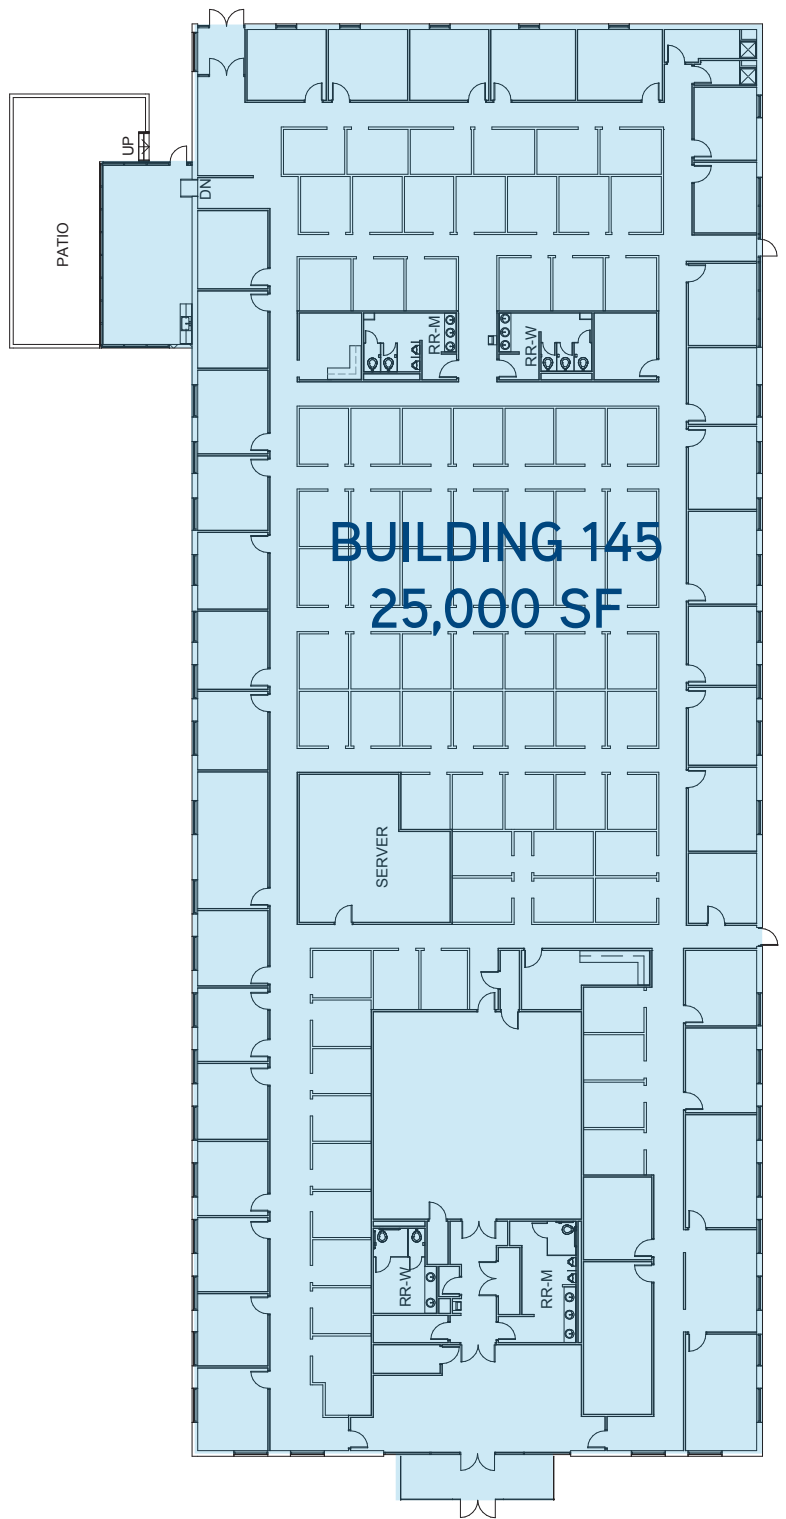 UP
DN
PATIO
RR-M
RR-W
BUILDING 145
25,000 SF
SERVER
RR-W
RR-M